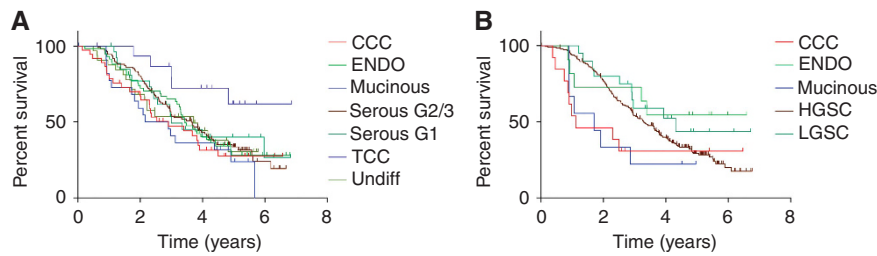 A
Percent survival
100
50
0
0 2 4 6 8
Time (years)
CCC
ENDO
Mucinous
Serous G2/3
Serous G1
TCC
Undiff
B
Percent survival
100
50
0
0 2 4 6 8
Time (years)
CCC
ENDO
Mucinous
HGSC
LGSC